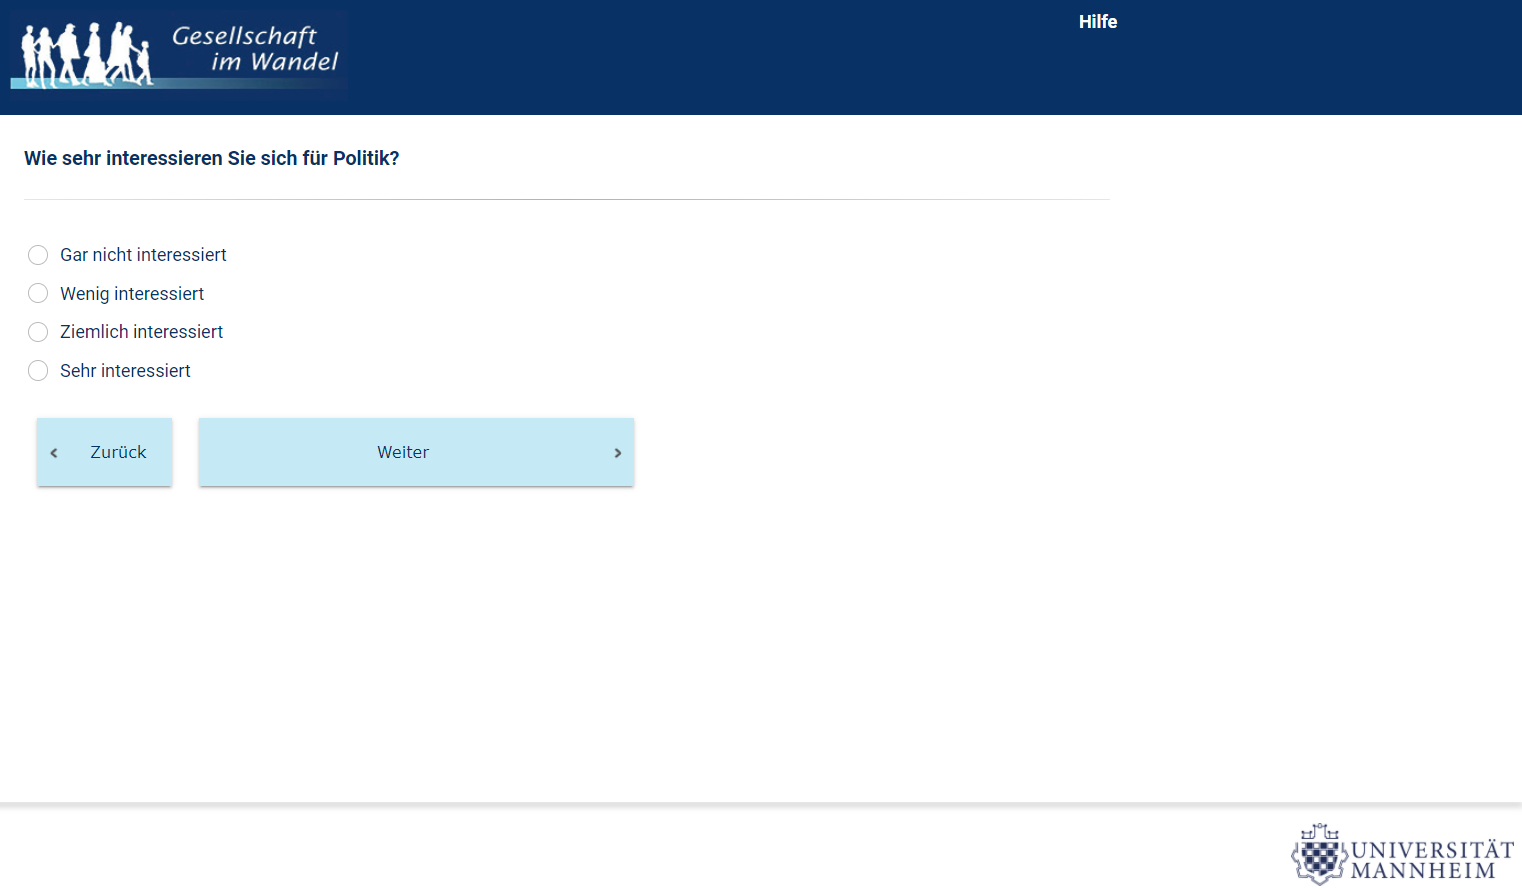 Gesellschaft
im Wandel
Hilfe
Wie sehr interessieren Sie sich für Politik?
Gar nicht interessiert
Wenig interessiert
Ziemlich interessiert
Sehr interessiert
Zurück
Weiter
UNIVERSITÄT
MANNHEIM